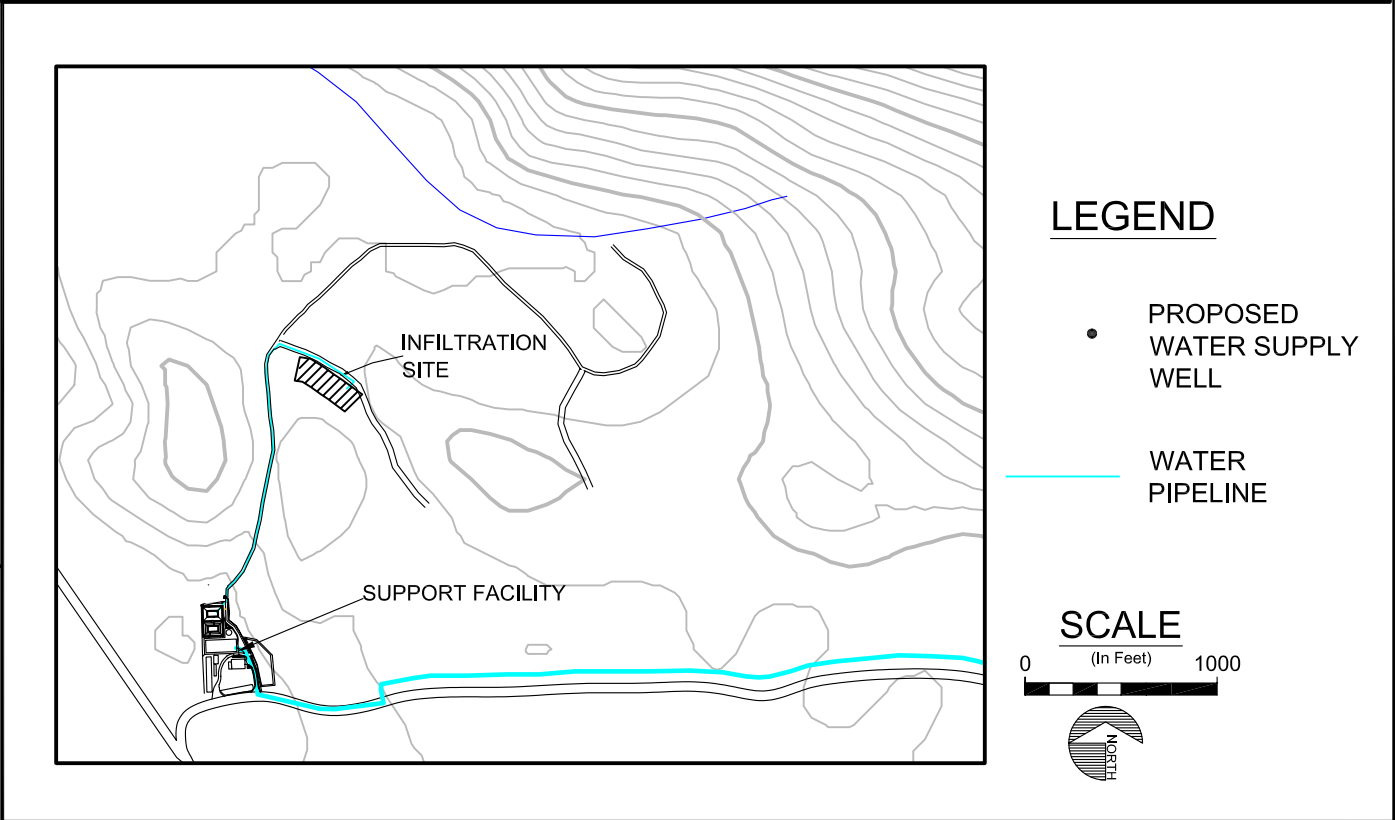 INFILTRATION
SITE
SUPPORT FACILITY
LEGEND
PROPOSED
WATER SUPPLY
WELL
WATER
PIPELINE
SCALE
(In Feet)
0 1000
NORTH